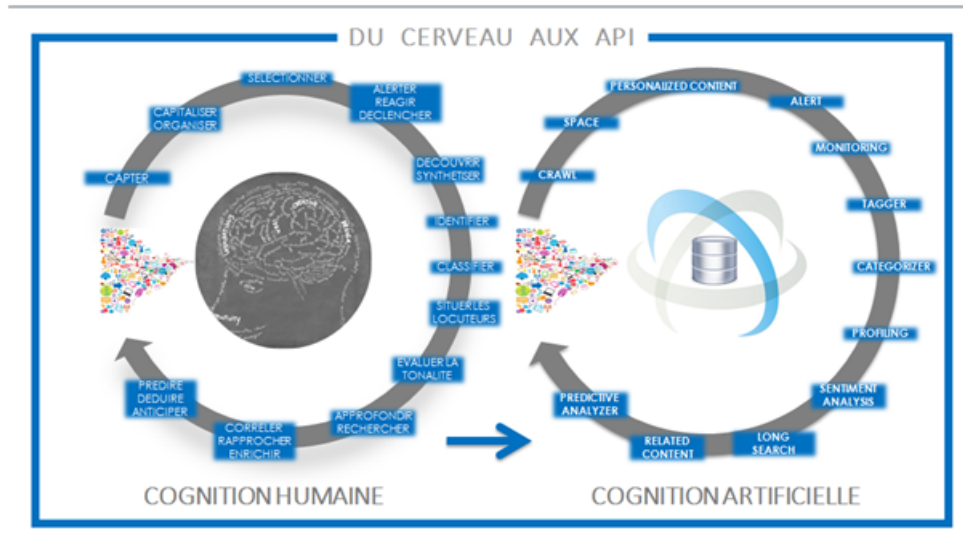 DU CERVEAU AUX API
SELECTIONNER
ALERTER
REAGIR
DECLENCHER
CAPITALISER
ORGANISER
DECOUVRIR
SYNTHETISER
CAPTER
IDENTIFIER
CLASSIFIER
SITUER LES
LOCUTEURS
EVALUER LA
TONALITE
PREDIRE
DEDUIRE
ANTICIPER
APPROFONDIR
RECHERCHER
CORRELER
RAPPROCHER
ENRICHIR
COGNITION HUMAINE
PERSONALIZED CONTENT
ALERT
SPACE
MONITORING
CRAWL
TAGGER
CATEGORIZER
PROFILING
SENTIMENT
ANALYSIS
PREDICTIVE
ANALYZER
LONG
SEARCH
RELATED
CONTENT
COGNITION ARTIFICIELLE